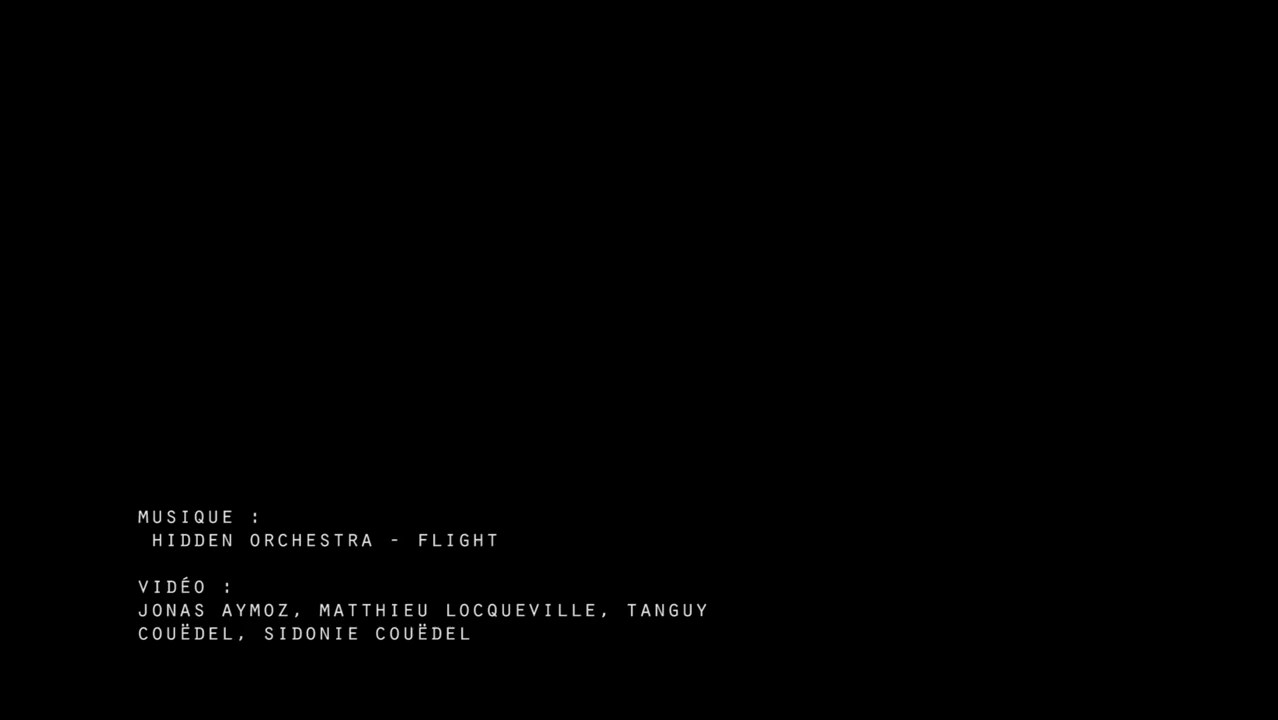 MUSIQUE :
HIDDEN ORCHESTRA - FLIGHT
VIDÉO :
JONAS AYMOZ, MATTHIEU LOCQUEVILLE, TANGUY
COUËDEL, SIDONIE COUËDEL